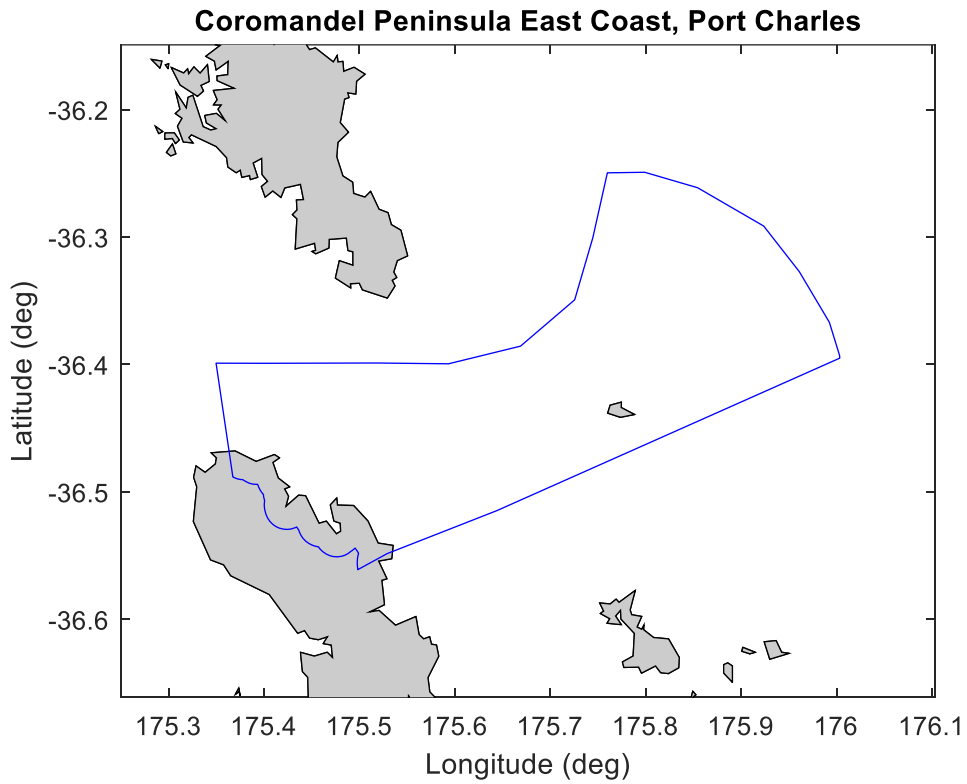 Coromandel Peninsula East Coast, Port Charles
Latitude (deg)
-36.2
-36.3
-36.4
-36.5
-36.6
175.3 175.4 175.5 175.6 175.7 175.8 175.9 176 176.1
Longitude (deg)